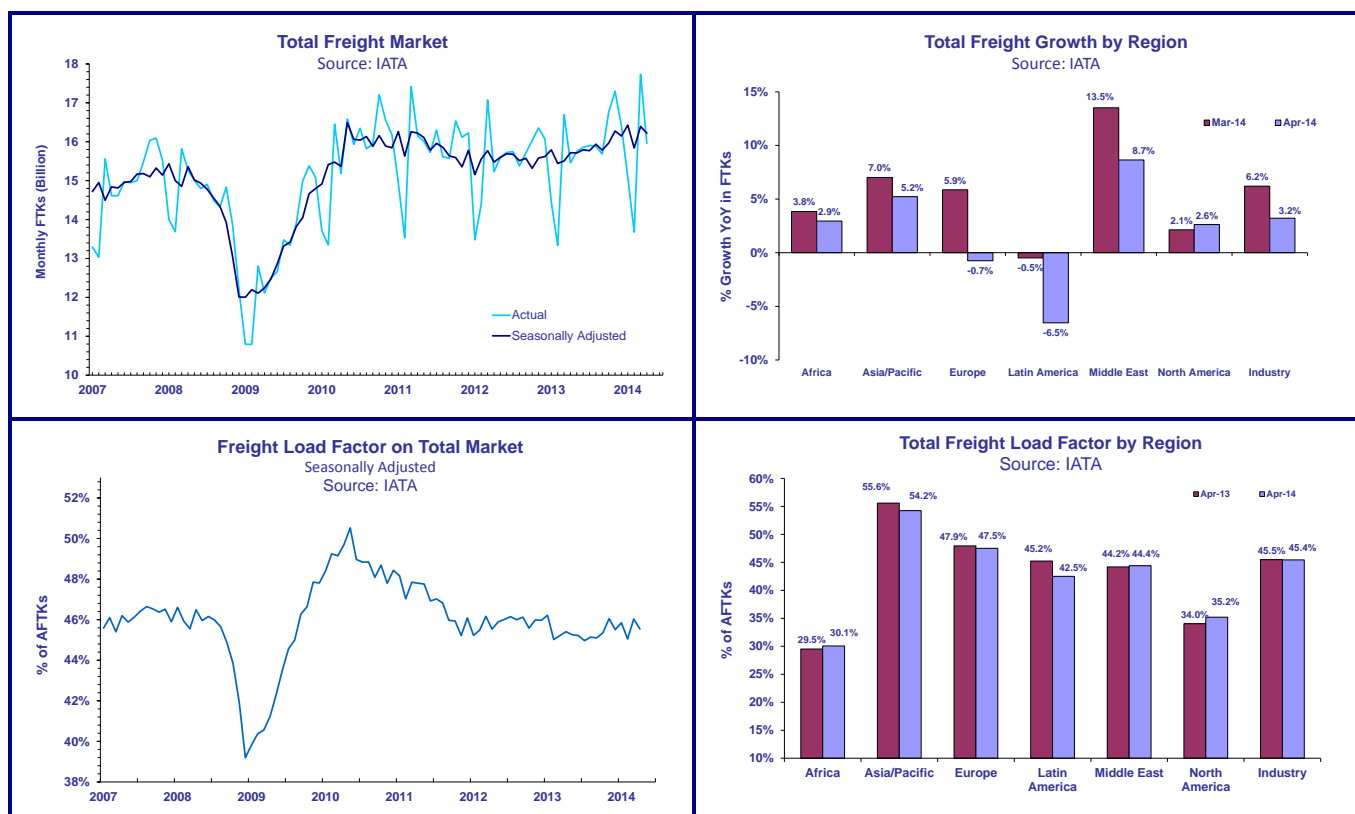 Total Freight Market
Source: IATA
18
17
16
15
14
13
12
11
10
Monthly FTKs (Billion)
Actual
Seasonally Adjusted
2007 2008 2009 2010 2011 2012 2013 2014
Total Freight Growth by Region
Source: IATA
15%
10%
5%
0%
-5%
-10%
% Growth YoY in FTKs
Mar-14 Apr-14
3.8% 2.9% 7.0% 5.2% 5.9% -0.7% -0.5% -6.5% 13.5% 8.7% 2.1% 2.6% 6.2% 3.2%
Africa Asia/Pacific Europe Latin America Middle East North America Industry
Freight Load Factor on Total Market
Seasonally Adjusted
Source: IATA
52%
50%
48%
46%
44%
42%
40%
38%
% of AFTKs
2007 2008 2009 2010 2011 2012 2013 2014
Total Freight Load Factor by Region
Source: IATA
60%
55%
50%
45%
40%
35%
30%
25%
20%
15%
10%
% of AFTKs
Apr-13 Apr-14
29.5% 30.1% 55.6% 54.2% 47.9% 47.5% 45.2% 42.5% 44.2% 44.4% 34.0% 35.2% 45.5% 45.4%
Africa Asia/Pacific Europe Latin Middle East North Industry
America America